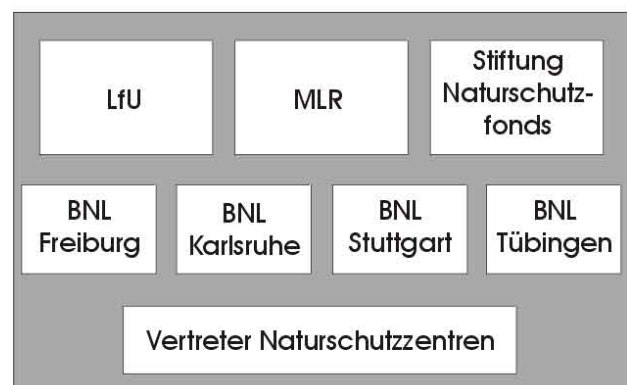 LfU
MLR
Stiftung
Naturschutz-
fonds
BNL
Freiburg
BNL
Karlsruhe
BNL
Stuttgart
BNL
Tübingen
Vertreter Naturschutzzentren